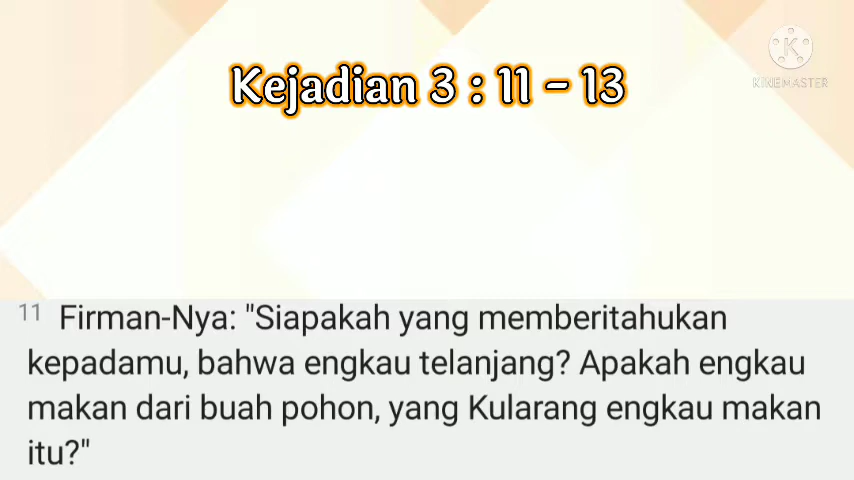 Kejadian 3 : 11 - 13
KINEMASTER
11 Firman-Nya: "Siapakah yang memberitahukan
kepadamu, bahwa engkau telanjang? Apakah engkau
makan dari buah pohon, yang Kularang engkau makan
itu?"